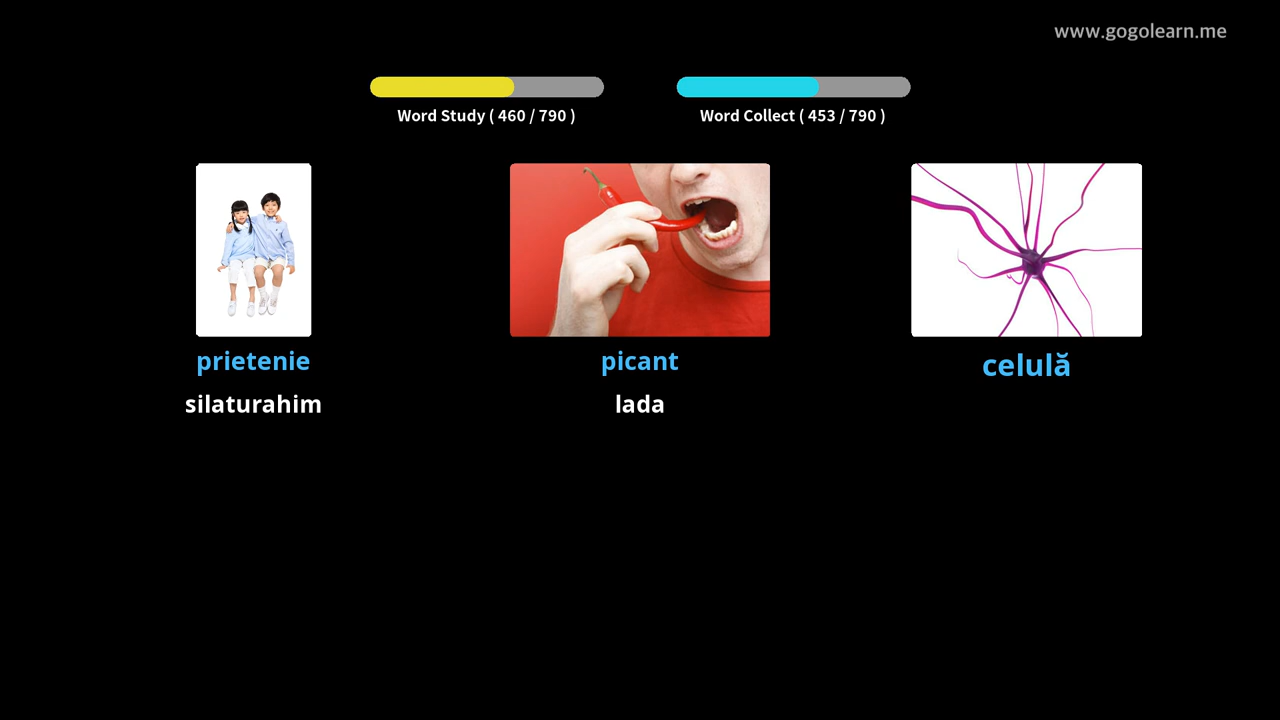 www.gogolearn.me
Word Study ( 460 / 790 )
Word Collect ( 453 / 790 )
prietenie
silaturahim
picant
lada
celulă